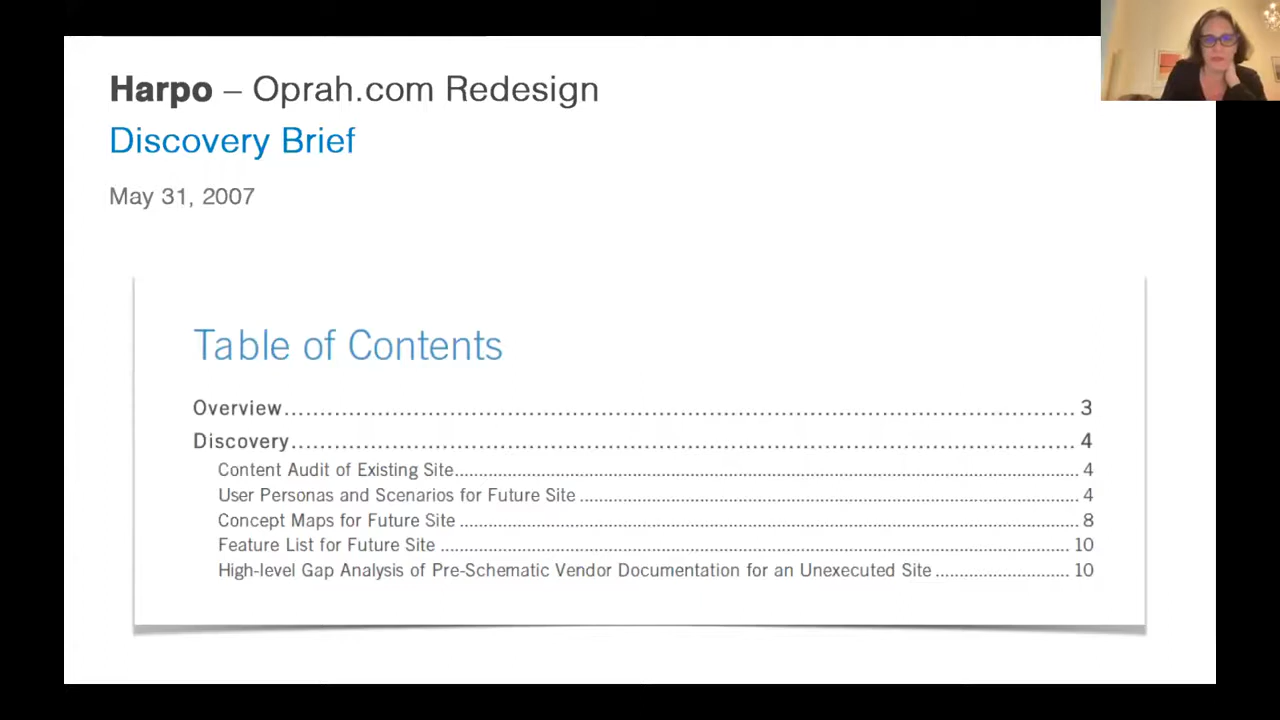 Harpo – Oprah.com Redesign
Discovery Brief
May 31, 2007
Table of Contents
Overview........................................................................................................ 3
Discovery....................................................................................................... 4
Content Audit of Existing Site........................................................................ 4
User Personas and Scenarios for Future Site ................................................ 4
Concept Maps for Future Site ........................................................................ 8
Feature List for Future Site ........................................................................... 10
High-level Gap Analysis of Pre-Schematic Vendor Documentation for an Unexecuted Site ........................... 10